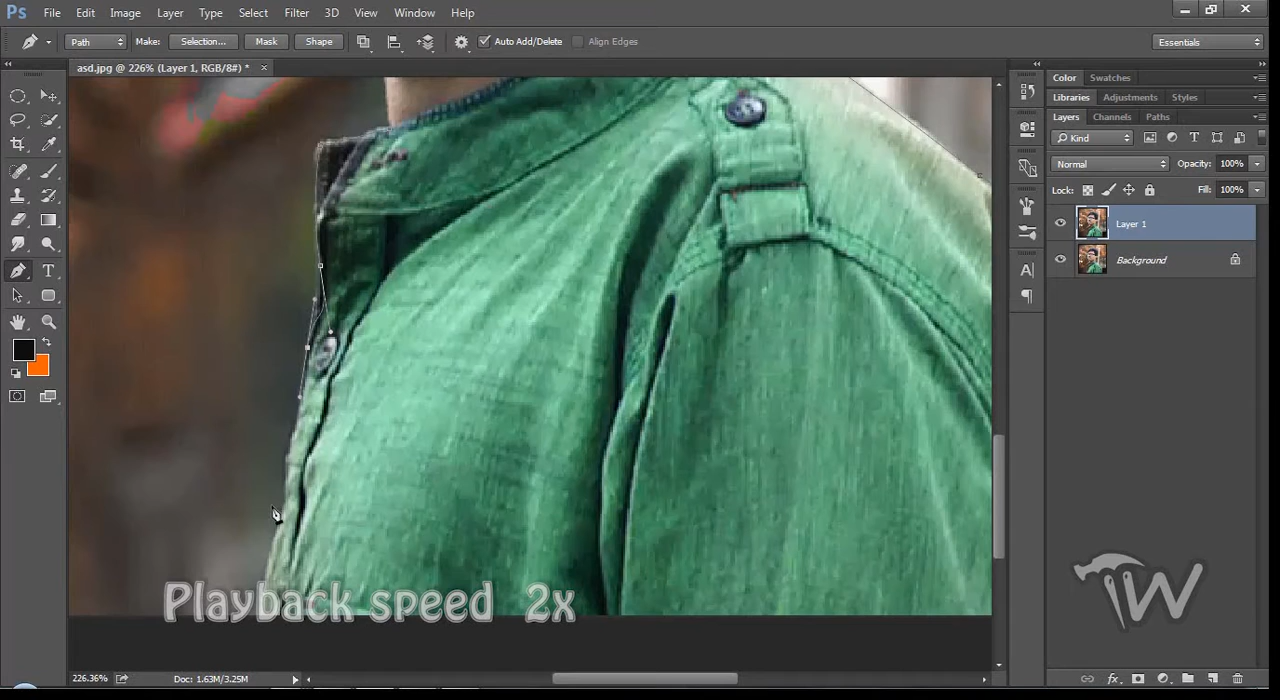 Ps File Edit Image Layer Type Select Filter 3D View Window Help
Path Make: Selection... Mask Shape Auto Add/Delete Align Edges Essentials
asd.jpg @ 226% (Layer 1, RGB/8#) * ×
Color Swatches
Libraries Adjustments Styles
Layers Channels Paths
Kind
Normal Opacity: 100%
Lock: Fill: 100%
Layer 1
Background
Playback speed 2x
W
226.36% Doc: 1.63M/3.25M